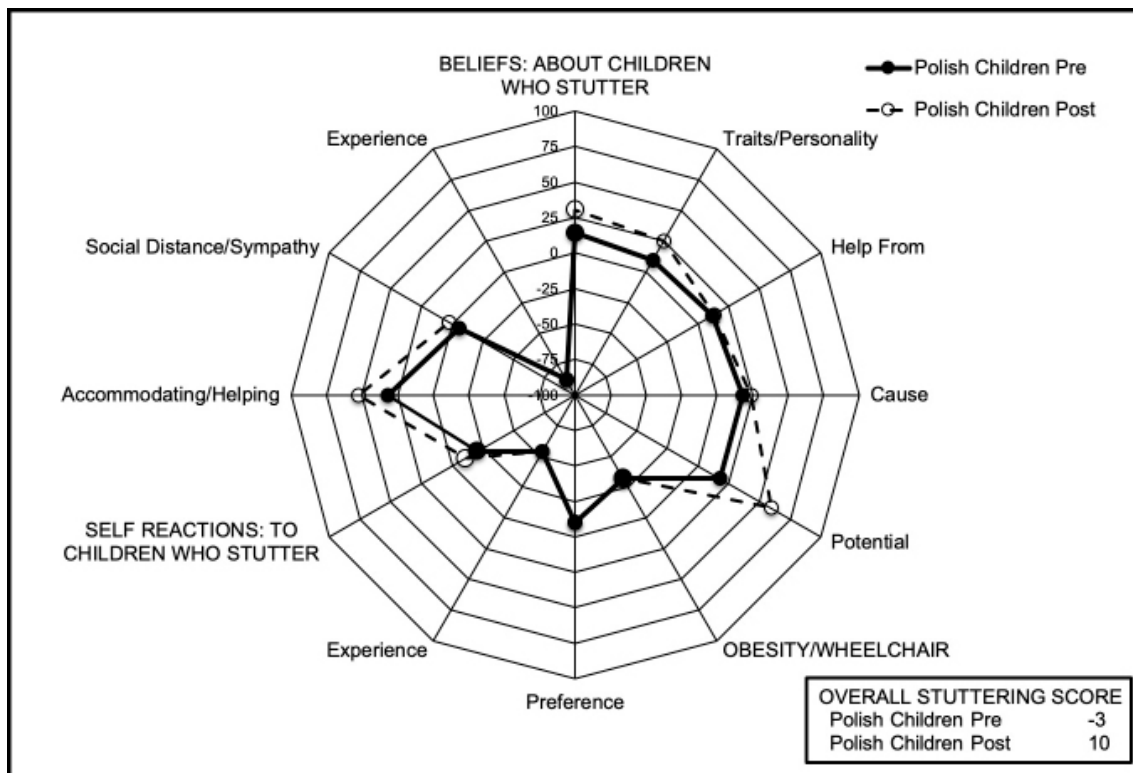 BELIEFS: ABOUT CHILDREN
WHO STUTTER
Polish Children Pre
Polish Children Post
100
75
50
25
0
-25
-50
-75
-100
Experience
Traits/Personality
Social Distance/Sympathy
Help From
Accommodating/Helping
Cause
SELF REACTIONS: TO
CHILDREN WHO STUTTER
Potential
Experience
OBESITY/WHEELCHAIR
Preference
OVERALL STUTTERING SCORE
Polish Children Pre -3
Polish Children Post 10